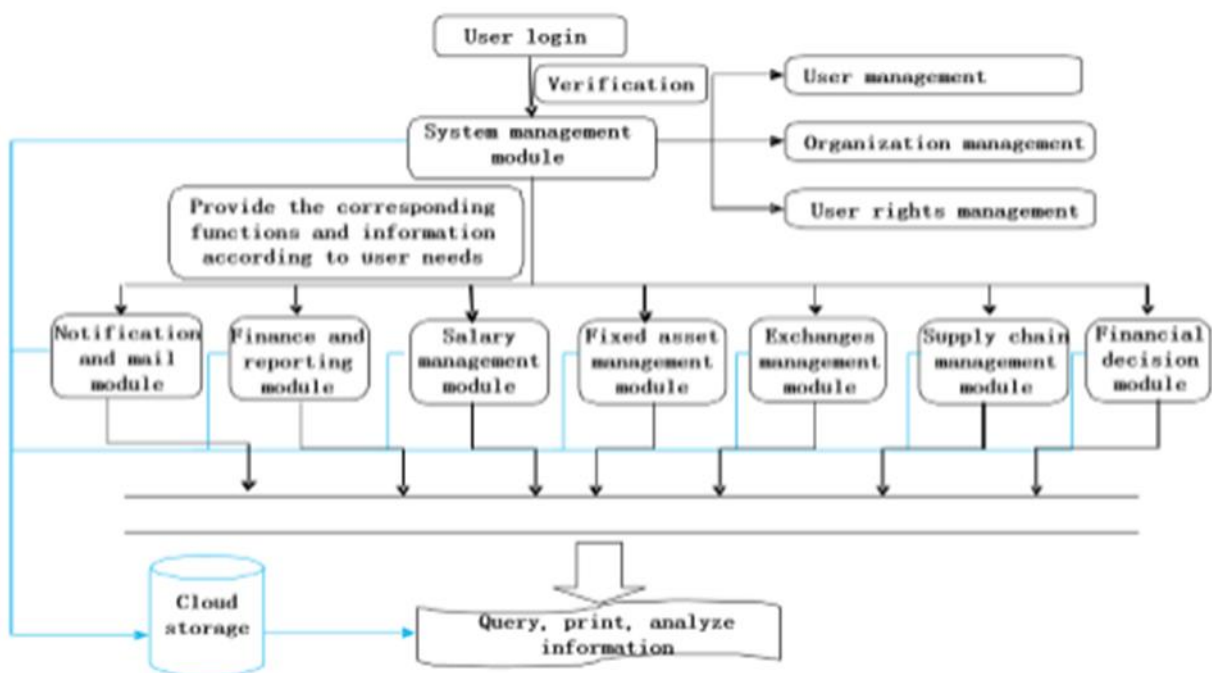 User login
Verification
User management
System management
module
Organization management
Provide the corresponding
functions and information
according to user needs
User rights management
Notification
and mail
module
Finance and
reporting
module
Salary
management
module
Fixed asset
management
module
Exchanges
management
module
Supply chain
management
module
Financial
decision
module
Cloud
storage
Query, print, analyze
information